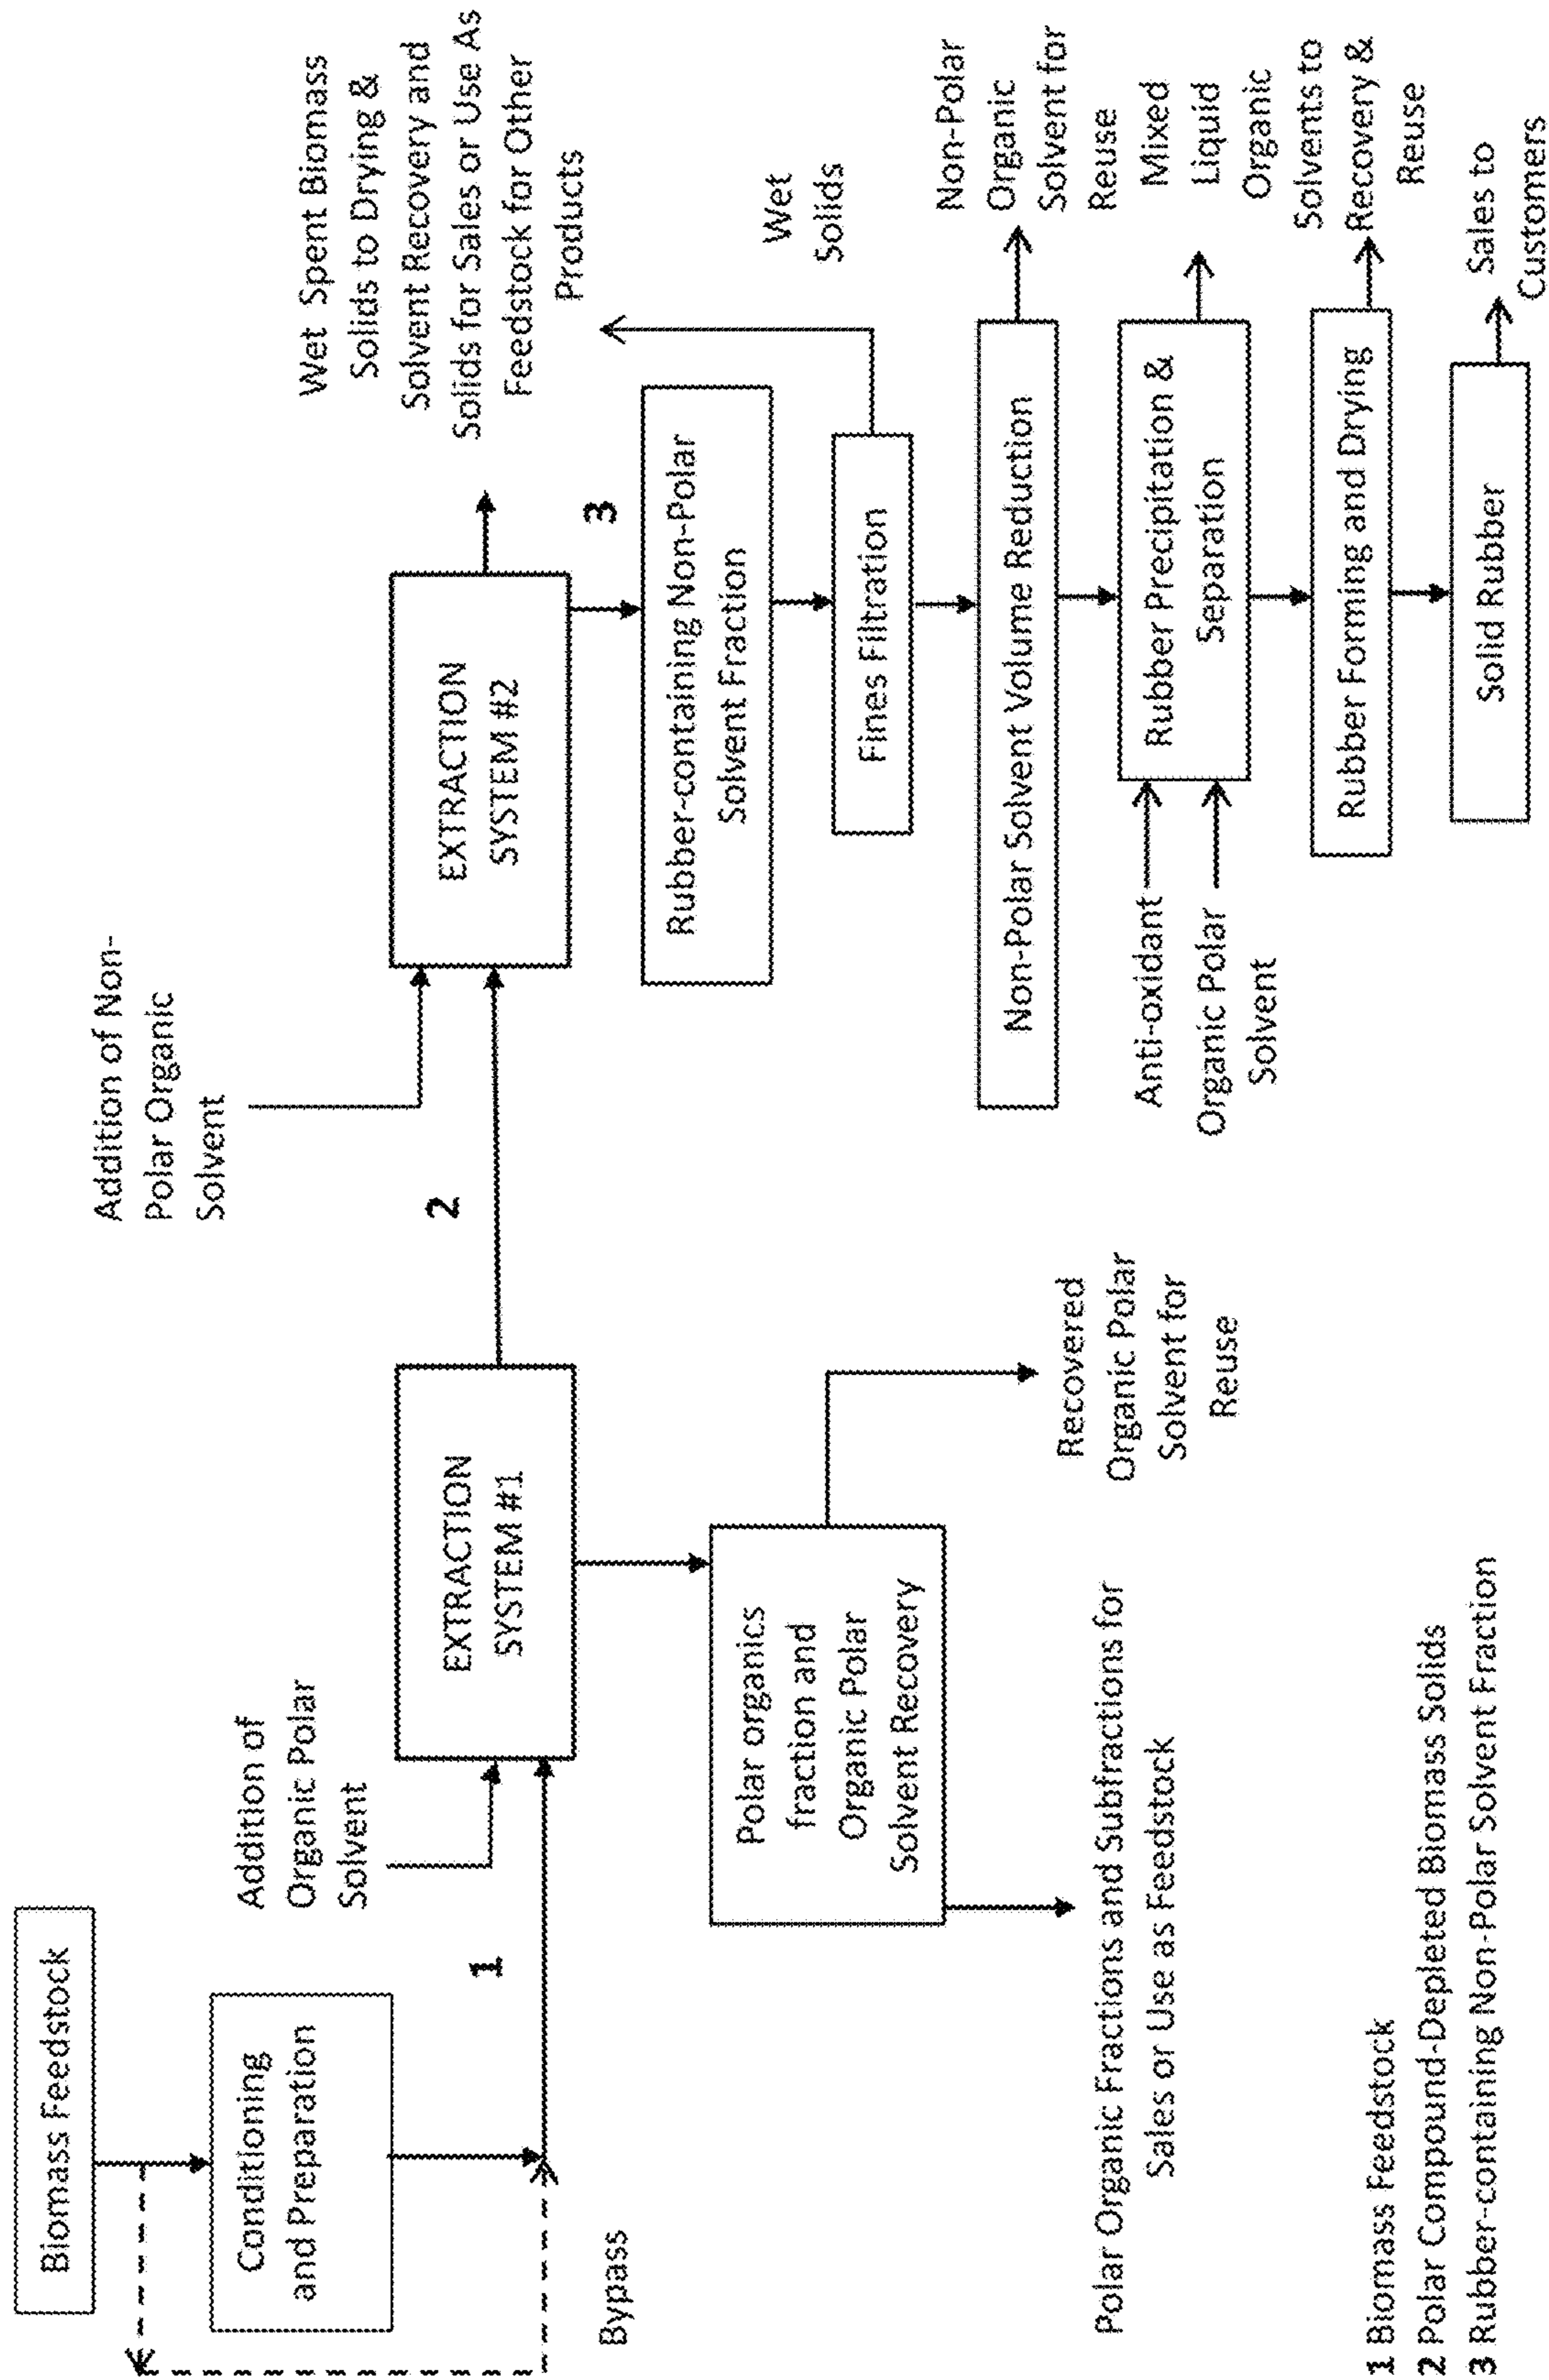 Biomass Feedstock
Conditioning
and Preparation
Bypass
1
Addition of
Organic Polar
Solvent
EXTRACTION
SYSTEM #1
Polar organics
fraction and
Organic Polar
Solvent Recovery
Polar Organic Fractions and Subfractions for
Sales or Use as Feedstock
Recovered
Organic Polar
Solvent for
Reuse
2
Addition of Non-
Polar Organic
Solvent
EXTRACTION
SYSTEM #2
Wet Spent Biomass
Solids to Drying &
Solvent Recovery and
Solids for Sales or Use As
Feedstock for Other
Products
3
Rubber-containing Non-Polar
Solvent Fraction
Fines Filtration
Wet
Solids
Non-Polar Solvent Volume Reduction
Non-Polar
Organic
Solvent for
Reuse
Anti-oxidant
Organic Polar
Solvent
Rubber Precipitation &
Separation
Mixed
Liquid
Organic
Solvents to
Recovery &
Reuse
Rubber Forming and Drying
Solid Rubber
Sales to
Customers
1 Biomass Feedstock
2 Polar Compound-Depleted Biomass Solids
3 Rubber-containing Non-Polar Solvent Fraction